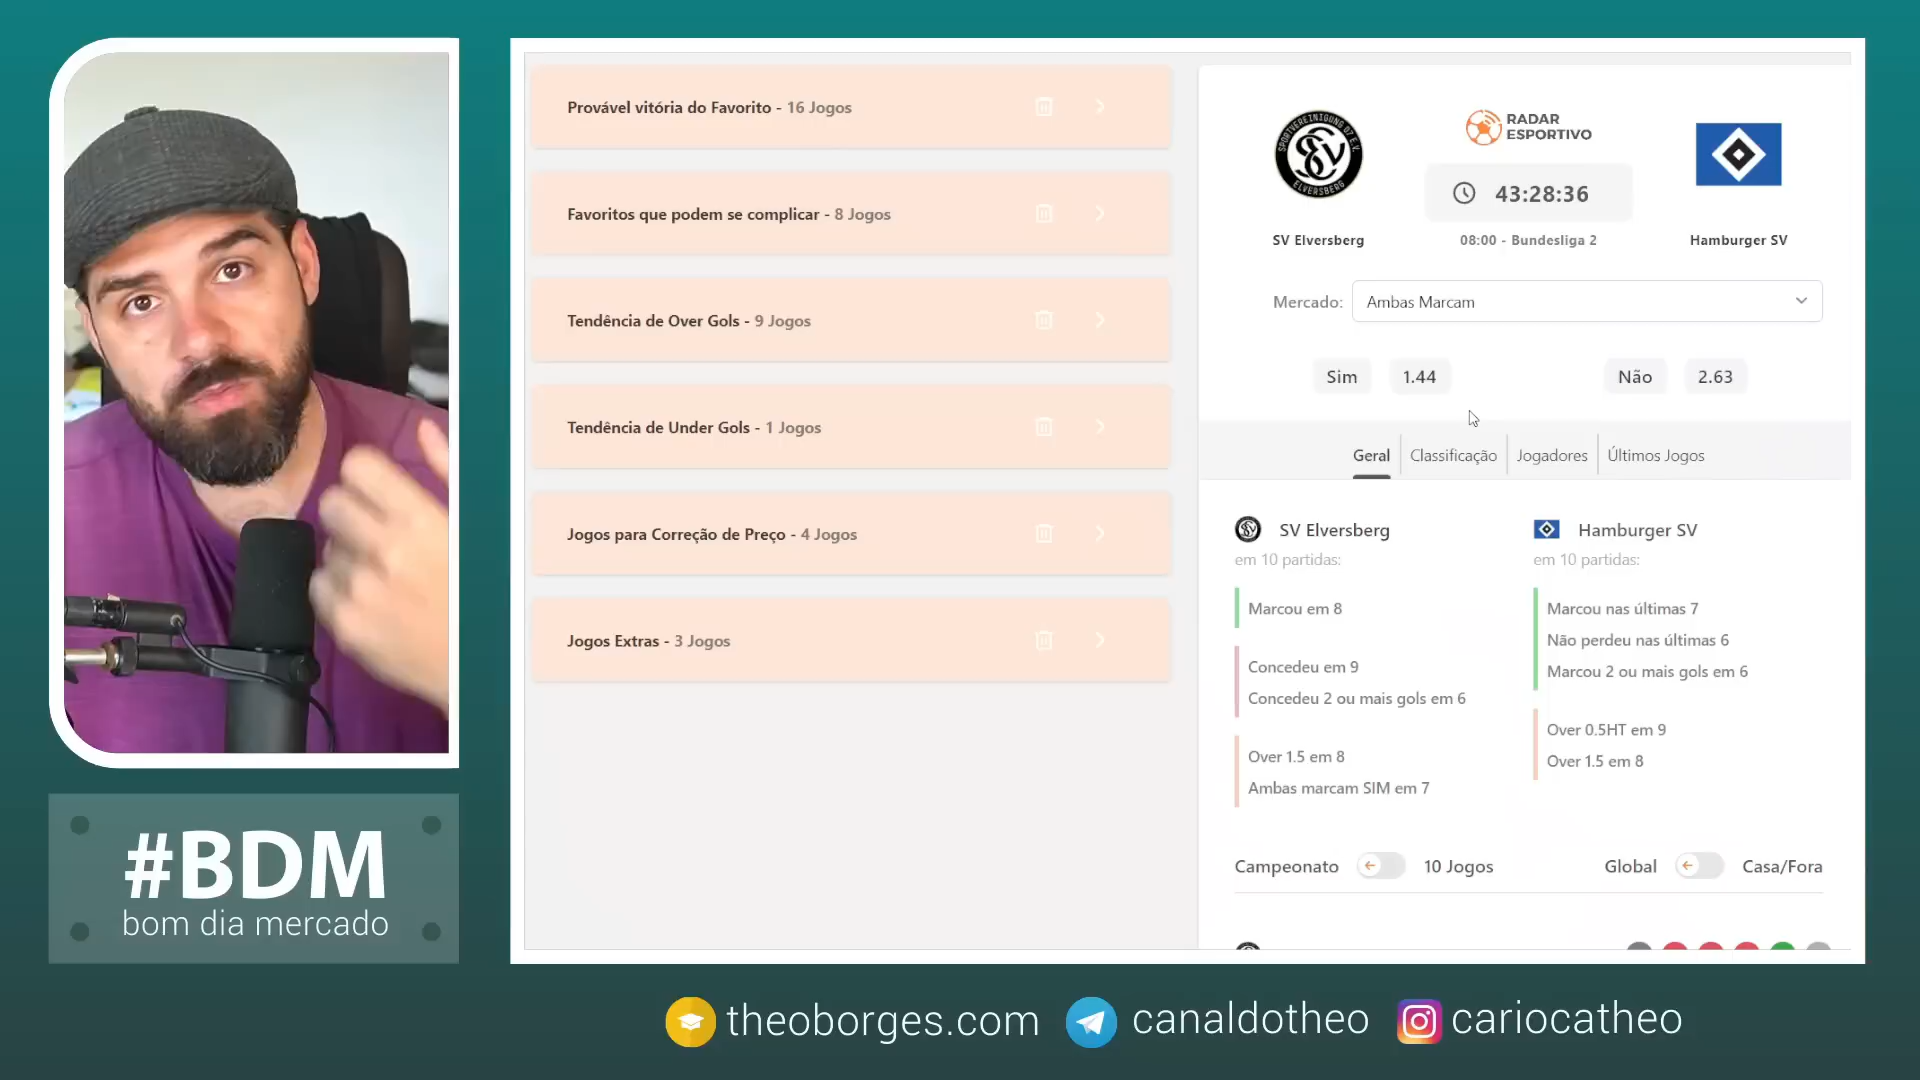 Provável vitória do Favorito - 16 Jogos
Favoritos que podem se complicar - 8 Jogos
Tendência de Over Gols - 9 Jogos
Tendência de Under Gols - 1 Jogos
Jogos para Correção de Preço - 4 Jogos
Jogos Extras - 3 Jogos
SPORTVEREINIGUNG 07 E.V.
ELVERSBERG
RADAR
ESPORTIVO
43:28:36
SV Elversberg
08:00 - Bundesliga 2
Hamburger SV
Mercado: Ambas Marcam
Sim 1.44
Não 2.63
Geral
Classificação
Jogadores
Últimos Jogos
SV Elversberg
em 10 partidas:
Marcou em 8
Concedeu em 9
Concedeu 2 ou mais gols em 6
Over 1.5 em 8
Ambas marcam SIM em 7
Hamburger SV
em 10 partidas:
Marcou nas últimas 7
Não perdeu nas últimas 6
Marcou 2 ou mais gols em 6
Over 0.5HT em 9
Over 1.5 em 8
Campeonato
10 Jogos
Global
Casa/Fora
#BDM
bom dia mercado
theoborges.com
canaldotheo
cariocatheo